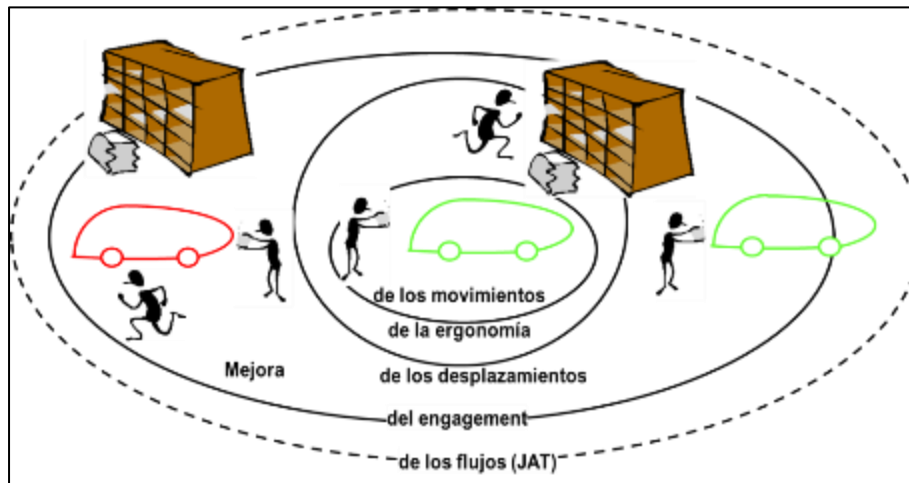 de los movimientos
de la ergonomía
Mejora
de los desplazamientos
del engagement
de los flujos (JAT)